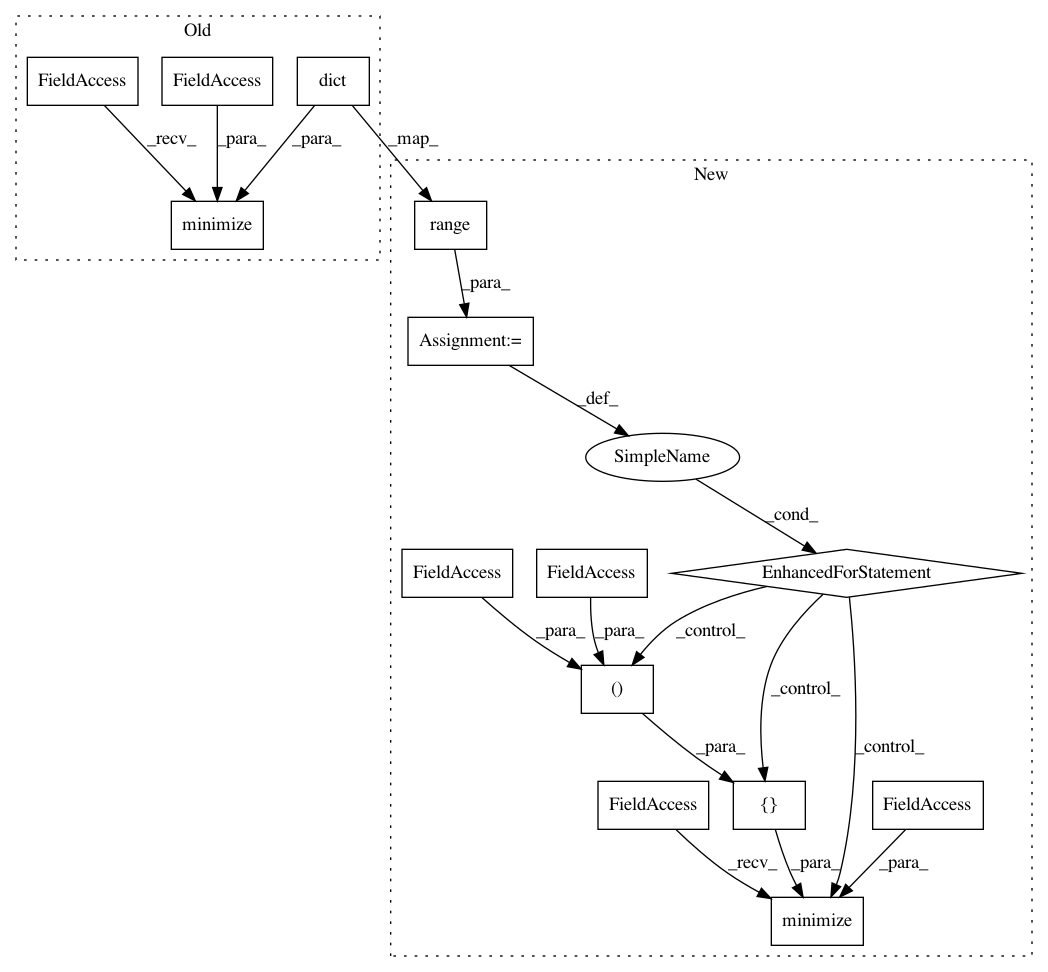 Old
FieldAccess
FieldAccess
dict
_recv_
_para_
_para_
_map_
minimize
New
range
_para_
Assignment:=
_def_
SimpleName
_cond_
FieldAccess
FieldAccess
EnhancedForStatement
_para_
_para_
_control_
()
_control_
_para_
_control_
FieldAccess
{}
FieldAccess
_recv_
_para_
_para_
minimize